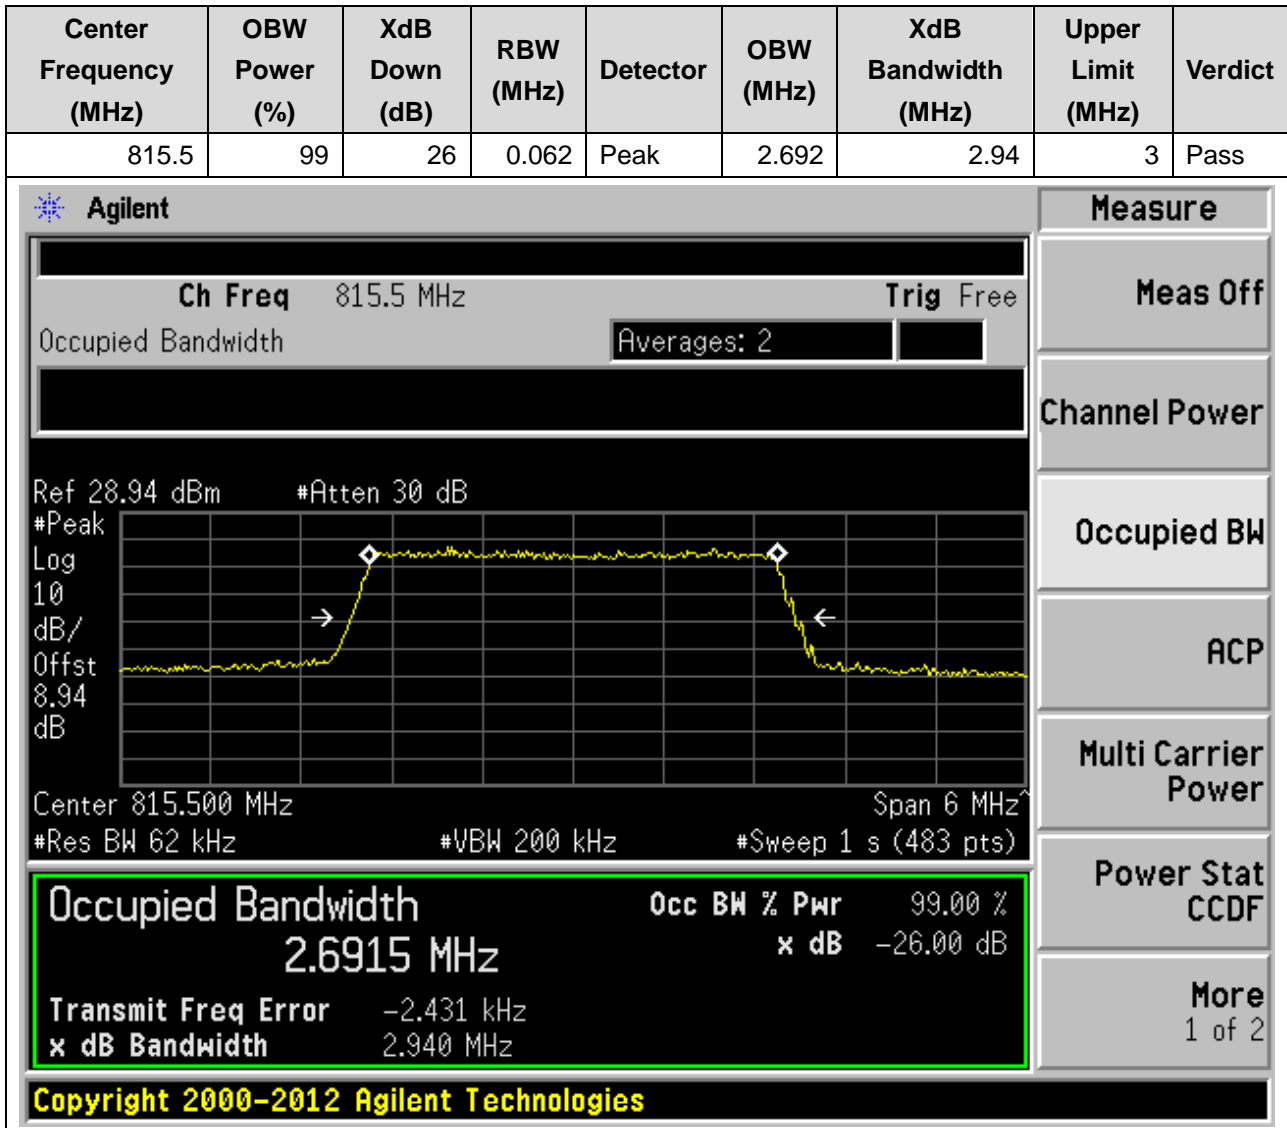 Center Frequency (MHz) OBW Power (%) XdB Down (dB) RBW (MHz) Detector OBW (MHz) XdB Bandwidth (MHz) Upper Limit (MHz) Verdict
815.5 99 26 0.062 Peak 2.692 2.94 3 Pass
Agilent
Measure
Ch Freq 815.5 MHz Trig Free
Meas Off
Occupied Bandwidth Averages: 2
Channel Power
Ref 28.94 dBm #Atten 30 dB
#Peak
Log
10
dB/
Offst
8.94
dB
Occupied BW
ACP
Multi Carrier
Power
Center 815.500 MHz Span 6 MHz^
#Res BW 62 kHz #VBW 200 kHz #Sweep 1 s (483 pts)
Power Stat
CCDF
Occupied Bandwidth Occ BW % Pwr 99.00 %
2.6915 MHz x dB -26.00 dB
Transmit Freq Error -2.431 kHz
x dB Bandwidth 2.940 MHz
More
1 of 2
Copyright 2000-2012 Agilent Technologies